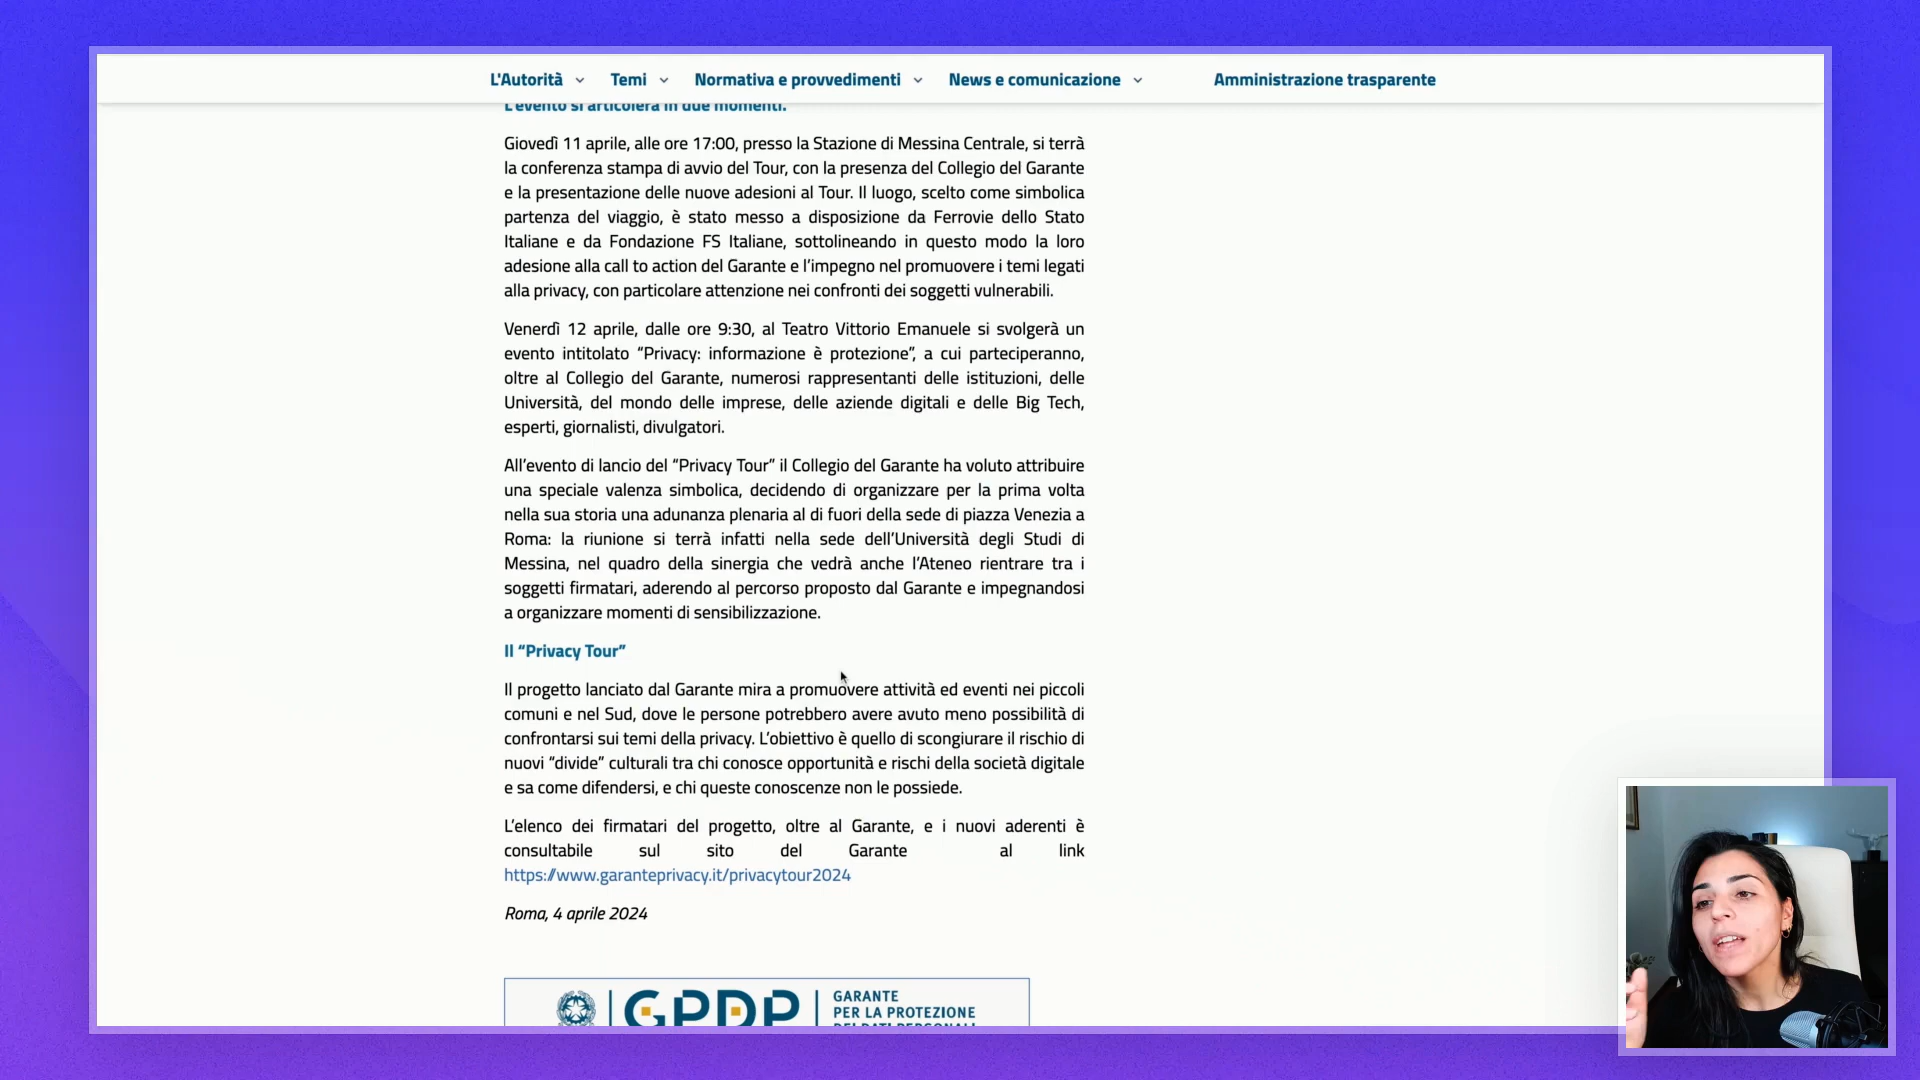 L'Autorità Temi Normativa e provvedimenti News e comunicazione Amministrazione trasparente
L'evento si articolerà in due momenti.
Giovedì 11 aprile, alle ore 17:00, presso la Stazione di Messina Centrale, si terrà
la conferenza stampa di avvio del Tour, con la presenza del Collegio del Garante
e la presentazione delle nuove adesioni al Tour. Il luogo, scelto come simbolica
partenza del viaggio, è stato messo a disposizione da Ferrovie dello Stato
Italiane e da Fondazione FS Italiane, sottolineando in questo modo la loro
adesione alla call to action del Garante e l’impegno nel promuovere i temi legati
alla privacy, con particolare attenzione nei confronti dei soggetti vulnerabili.
Venerdì 12 aprile, dalle ore 9:30, al Teatro Vittorio Emanuele si svolgerà un
evento intitolato “Privacy: informazione è protezione”, a cui parteciperanno,
oltre al Collegio del Garante, numerosi rappresentanti delle istituzioni, delle
Università, del mondo delle imprese, delle aziende digitali e delle Big Tech,
esperti, giornalisti, divulgatori.
All’evento di lancio del “Privacy Tour” il Collegio del Garante ha voluto attribuire
una speciale valenza simbolica, decidendo di organizzare per la prima volta
nella sua storia una adunanza plenaria al di fuori della sede di piazza Venezia a
Roma: la riunione si terrà infatti nella sede dell’Università degli Studi di
Messina, nel quadro della sinergia che vedrà anche l’Ateneo rientrare tra i
soggetti firmatari, aderendo al percorso proposto dal Garante e impegnandosi
a organizzare momenti di sensibilizzazione.
Il “Privacy Tour”
Il progetto lanciato dal Garante mira a promuovere attività ed eventi nei piccoli
comuni e nel Sud, dove le persone potrebbero avere avuto meno possibilità di
confrontarsi sui temi della privacy. L’obiettivo è quello di scongiurare il rischio di
nuovi “divide” culturali tra chi conosce opportunità e rischi della società digitale
e sa come difendersi, e chi queste conoscenze non le possiede.
L’elenco dei firmatari del progetto, oltre al Garante, e i nuovi aderenti è
consultabile sul sito del Garante al link
https://www.garanteprivacy.it/privacytour2024
Roma, 4 aprile 2024
GPDP GARANTE
PER LA PROTEZIONE
DEI DATI PERSONALI